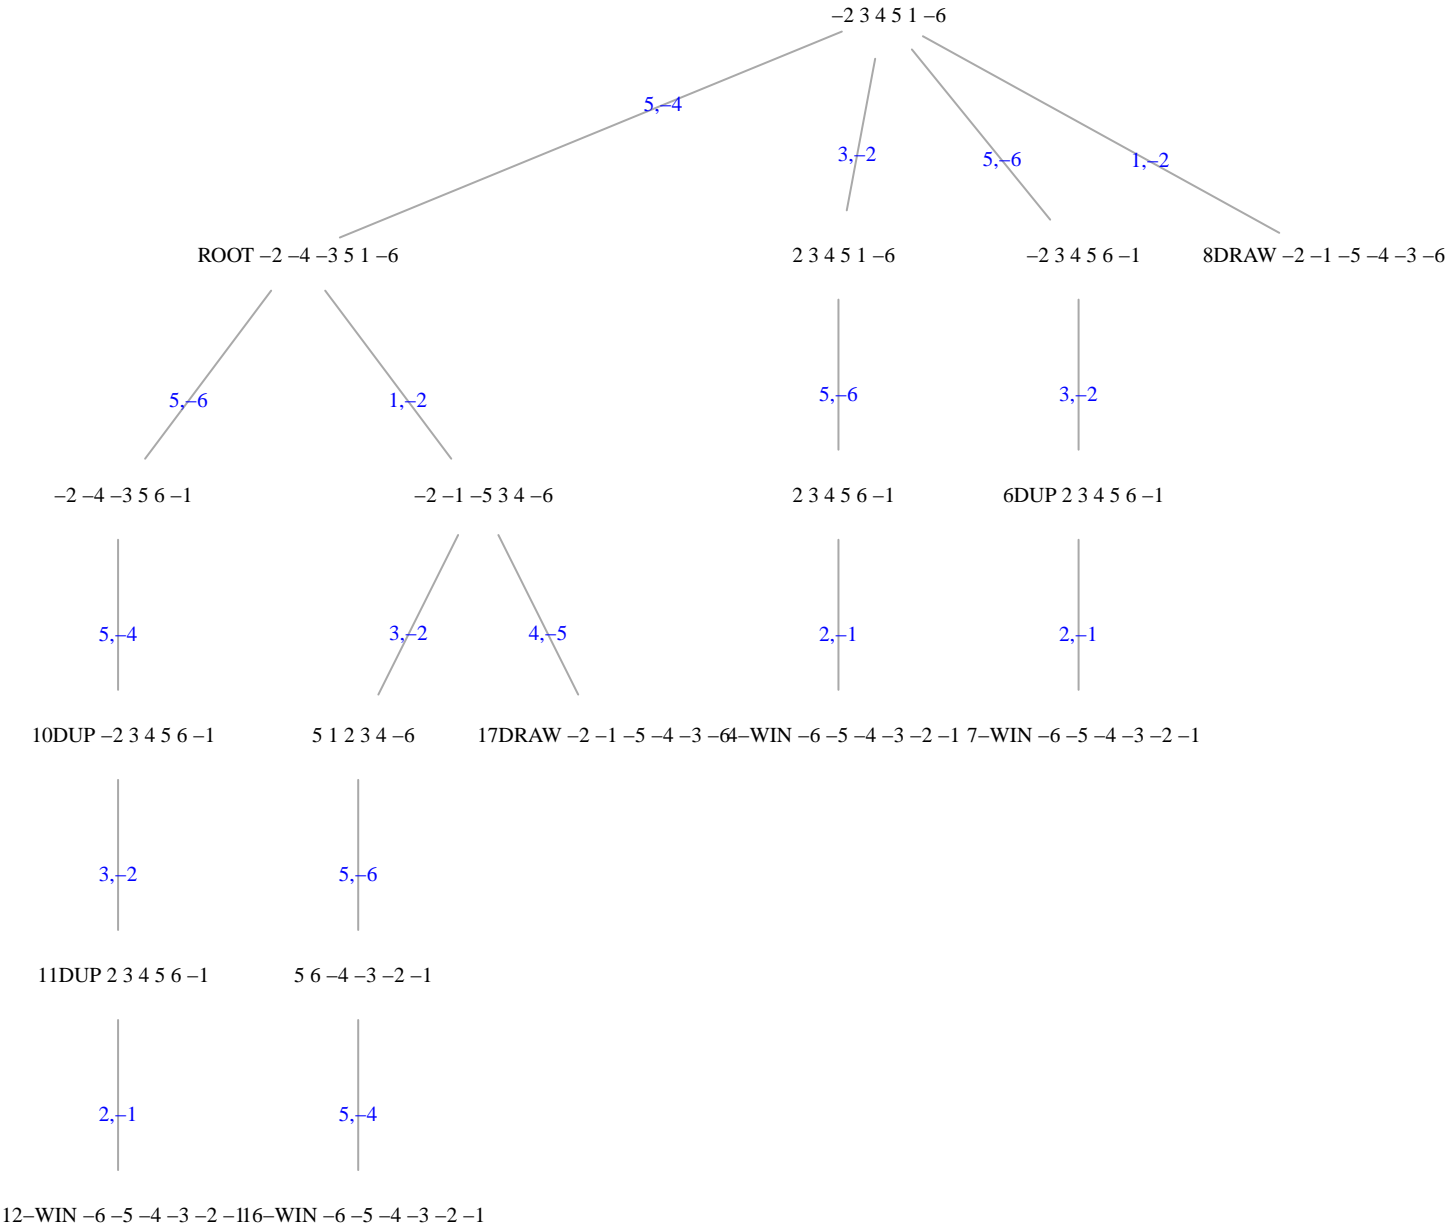 −2 3 4 5 1 −6
5,−4
3,−2
5,−6
1,−2
ROOT −2 −4 −3 5 1 −6
2 3 4 5 1 −6
−2 3 4 5 6 −1
8DRAW −2 −1 −5 −4 −3 −6
5,−6
1,−2
5,−6
3,−2
−2 −4 −3 5 6 −1
−2 −1 −5 3 4 −6
2 3 4 5 6 −1
6DUP 2 3 4 5 6 −1
5,−4
3,−2
4,−5
2,−1
2,−1
10DUP −2 3 4 5 6 −1
5 1 2 3 4 −6
17DRAW −2 −1 −5 −4 −3 −6
4−WIN −6 −5 −4 −3 −2 −1
7−WIN −6 −5 −4 −3 −2 −1
3,−2
5,−6
11DUP 2 3 4 5 6 −1
5 6 −4 −3 −2 −1
2,−1
5,−4
12−WIN −6 −5 −4 −3 −2 −1
16−WIN −6 −5 −4 −3 −2 −1